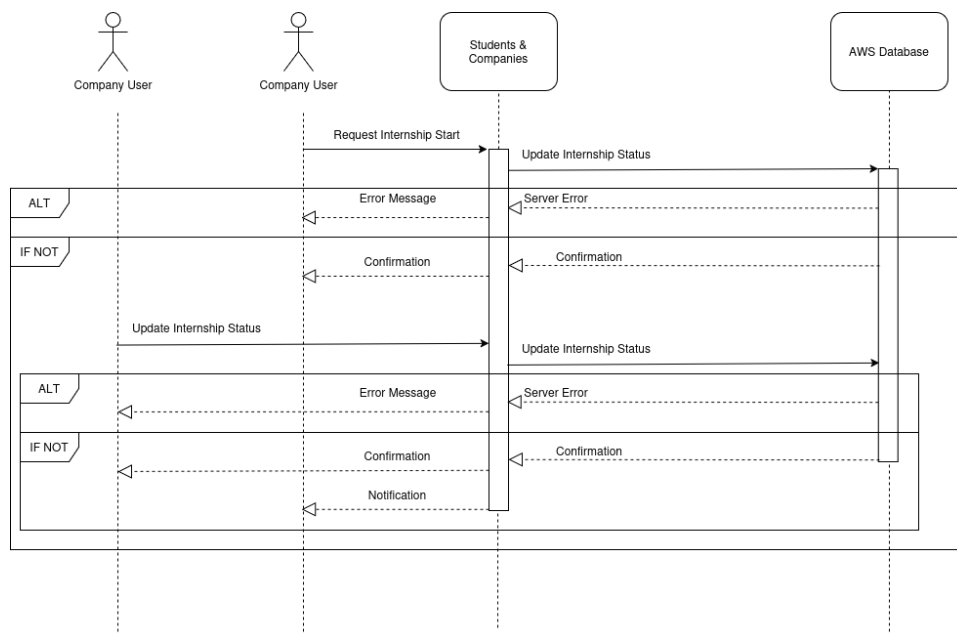 Company User
Company User
Students &
Companies
AWS Database
Request Internship Start
Update Internship Status
ALT
Error Message
Server Error
IF NOT
Confirmation
Confirmation
Update Internship Status
Update Internship Status
ALT
Error Message
Server Error
IF NOT
Confirmation
Confirmation
Notification